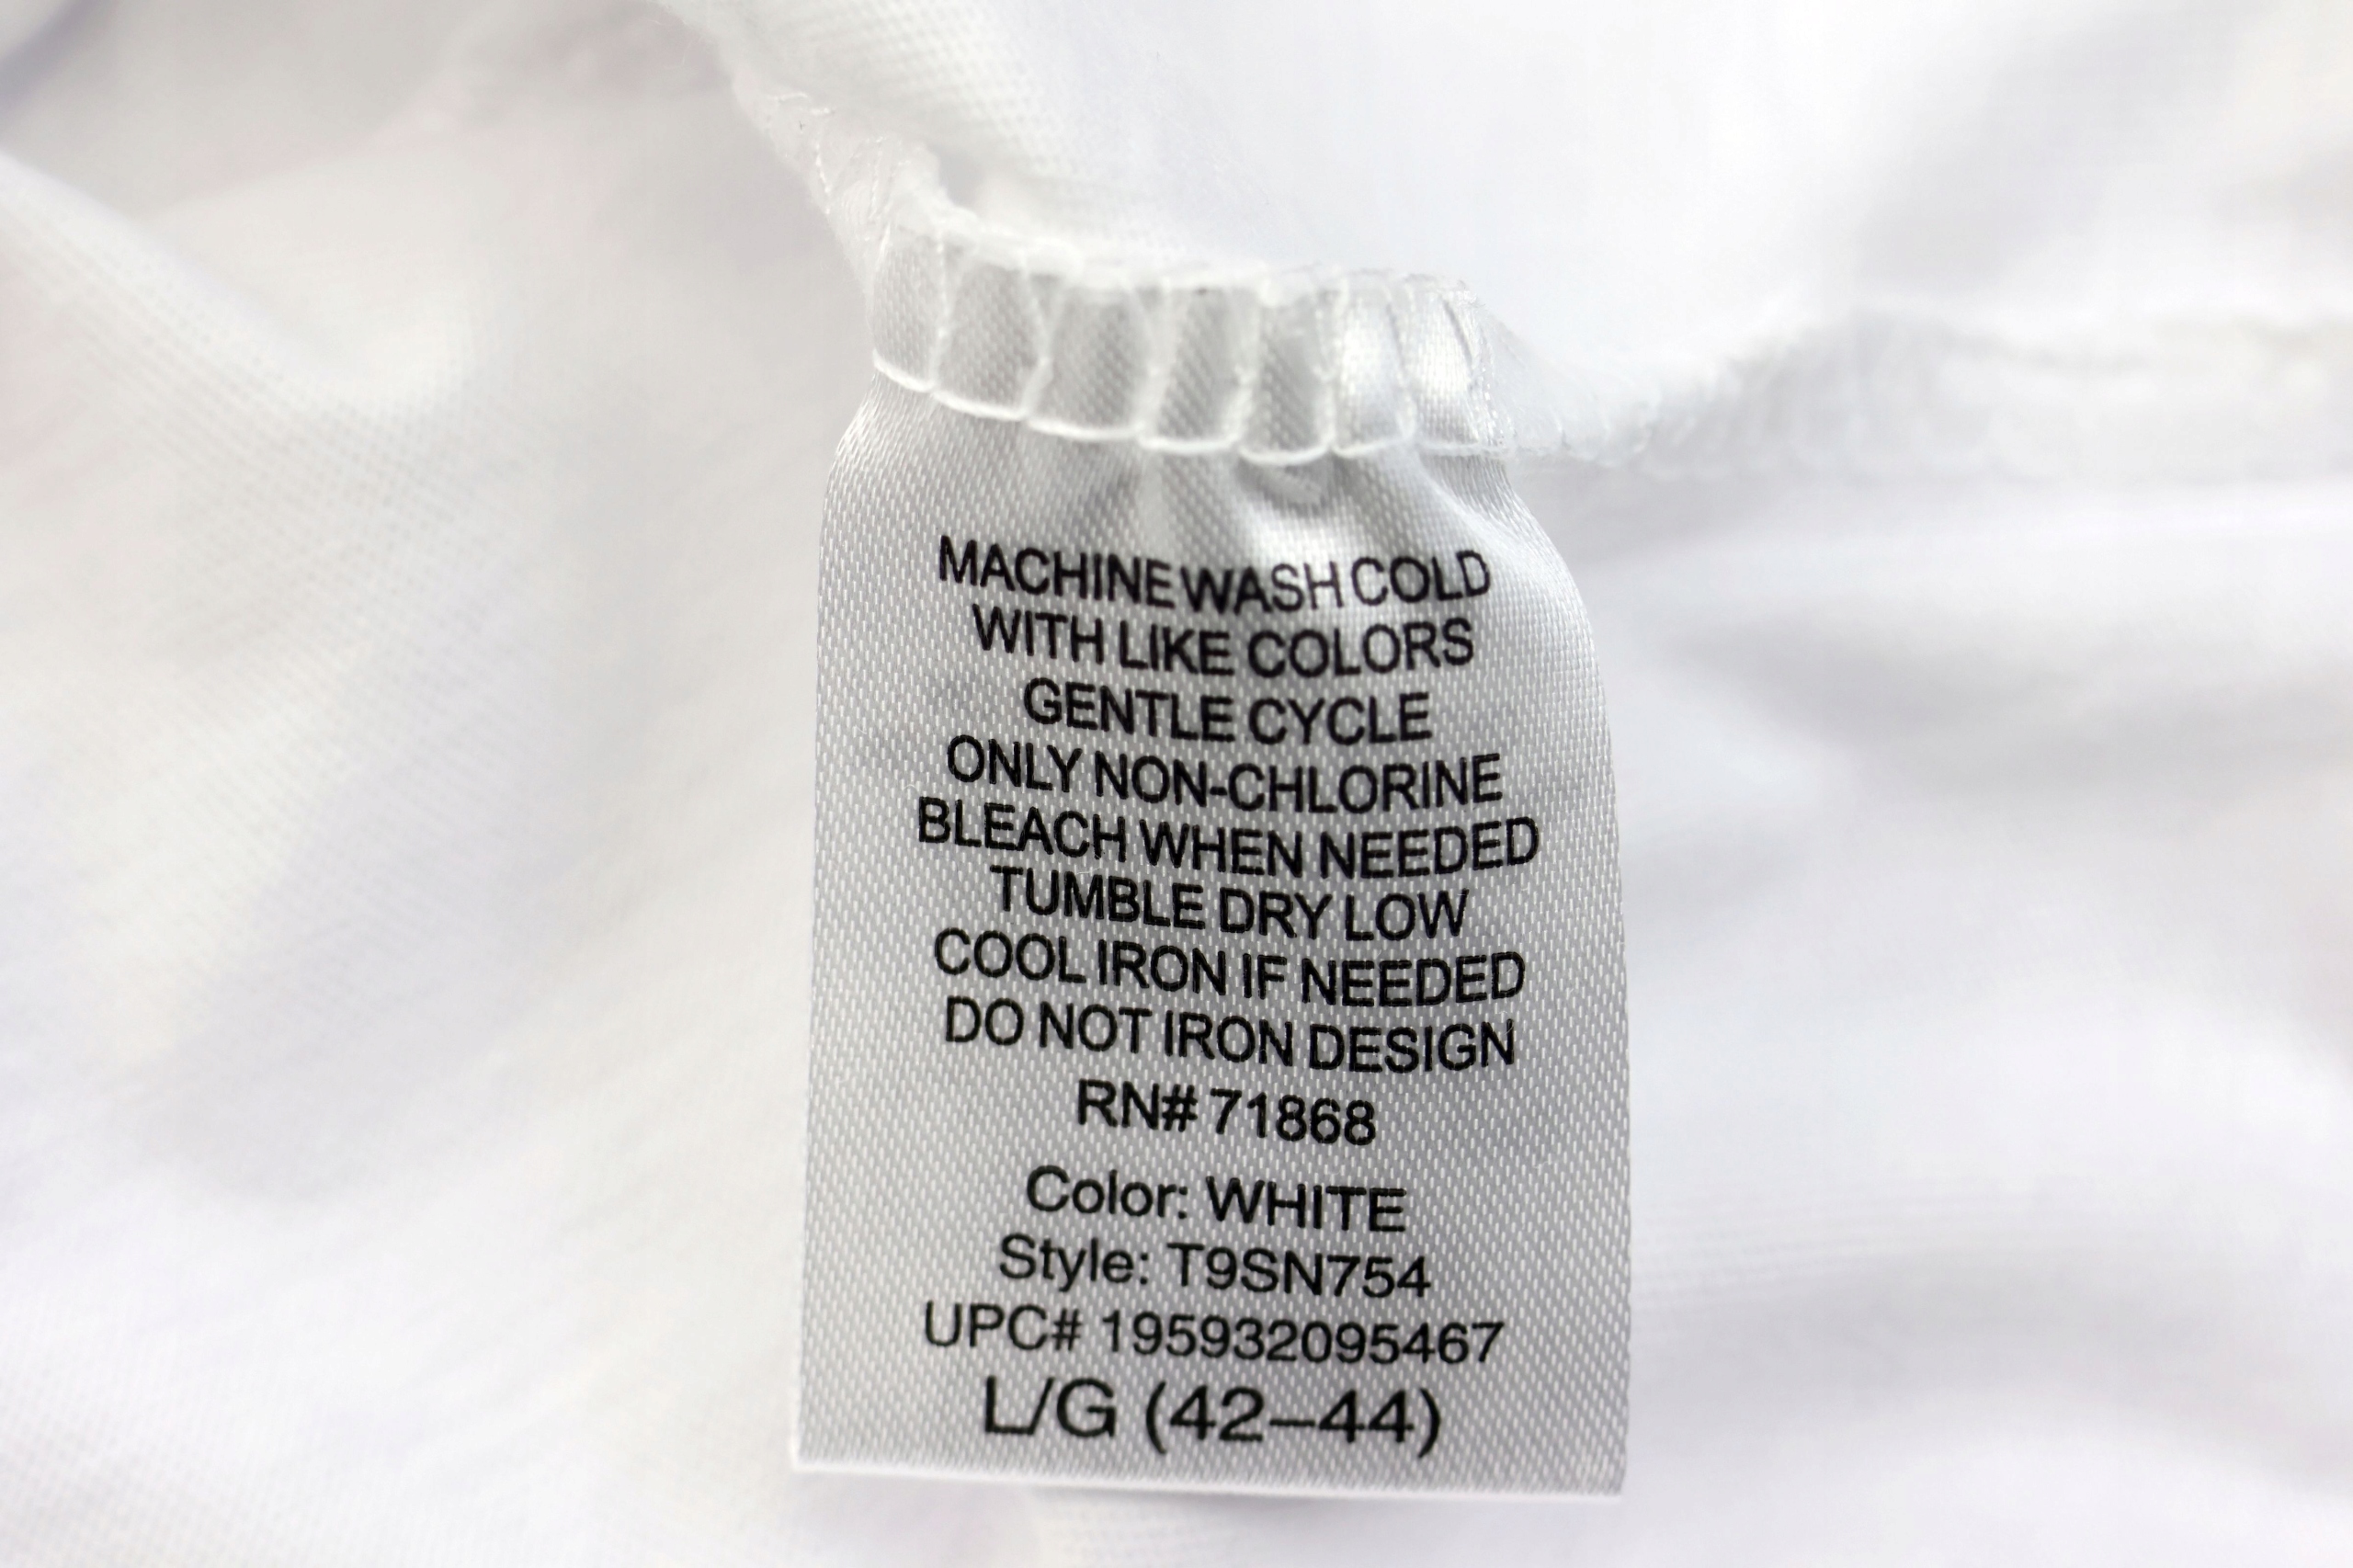 MACHINE WASH COLD
WITH LIKE COLORS
GENTLE CYCLE
ONLY NON-CHLORINE
BLEACH WHEN NEEDED
TUMBLE DRY LOW
COOL IRON IF NEEDED
DO NOT IRON DESIGN
RN# 71868
Color: WHITE
Style: T9SN754
UPC# 195932095467
L/G (42–44)